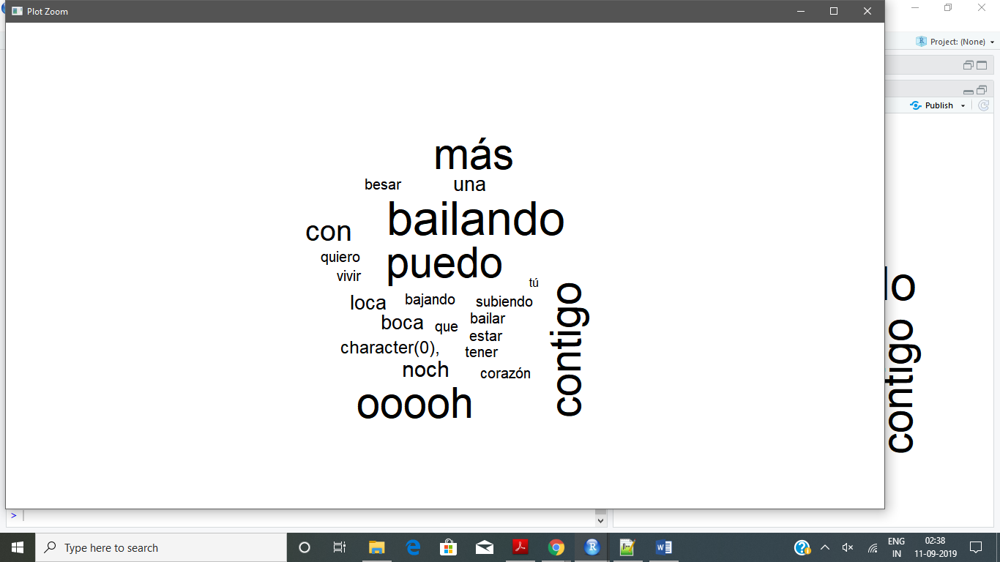 Plot Zoom
Project: (None)
Publish
más
besar una
bailando
con
puedo
quiero
vivir
tú
contigo
loca bajando subiendo
boca que bailar
estar
character(0),
tener
noch
corazón
ooooh
lo
contigo
>
Type here to search
ENG
IN
02:38
11-09-2019